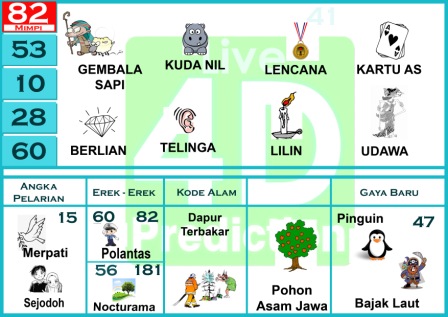 82
Mimpi
41
53
10
28
60
GEMBALA
SAPI
KUDA NIL
LENCANA
KARTU AS
BERLIAN
TELINGA
LILIN
UDAWA
Live
4D
Prediction
Angka
Pelarian
Erek - Erek
Kode Alam
Gaya Baru
15
Merpati
Sejodoh
60 82
Polantas
56 181
Nocturama
Dapur
Terbakar
Pohon
Asam Jawa
Pinguin
47
Bajak Laut